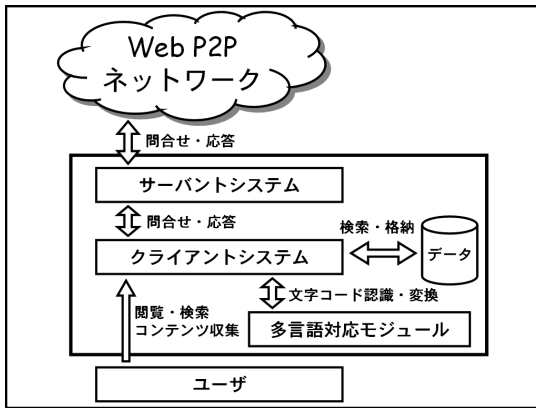 Web P2P
ネットワーク
問合せ・応答
サーバントシステム
問合せ・応答
検索・格納
クライアントシステム
データ
文字コード認識・変換
閲覧・検索
コンテンツ収集
多言語対応モジュール
ユーザ